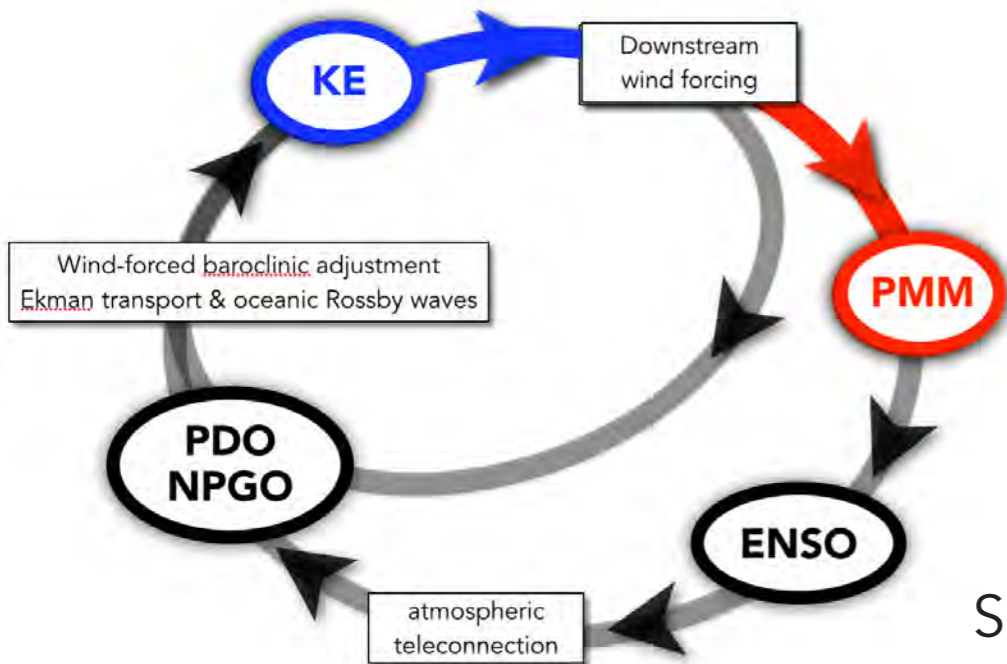 KE
Downstream
wind forcing
PMM
Wind-forced baroclinic adjustment
Ekman transport & oceanic Rossby waves
PDO
NPGO
ENSO
atmospheric
teleconnection
S